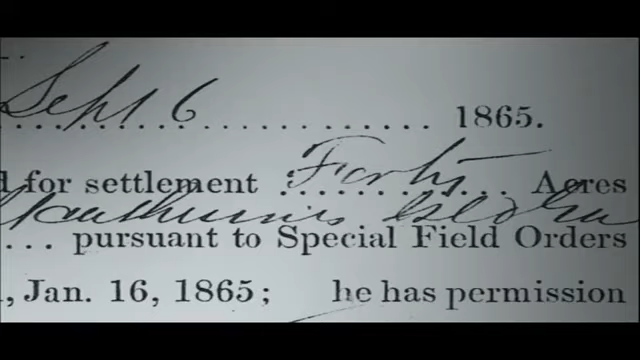 Sept 6 .............................. 1865.
for settlement ............ Forty ............ Acres
... pursuant to Special Field Orders
, Jan. 16, 1865; he has permission